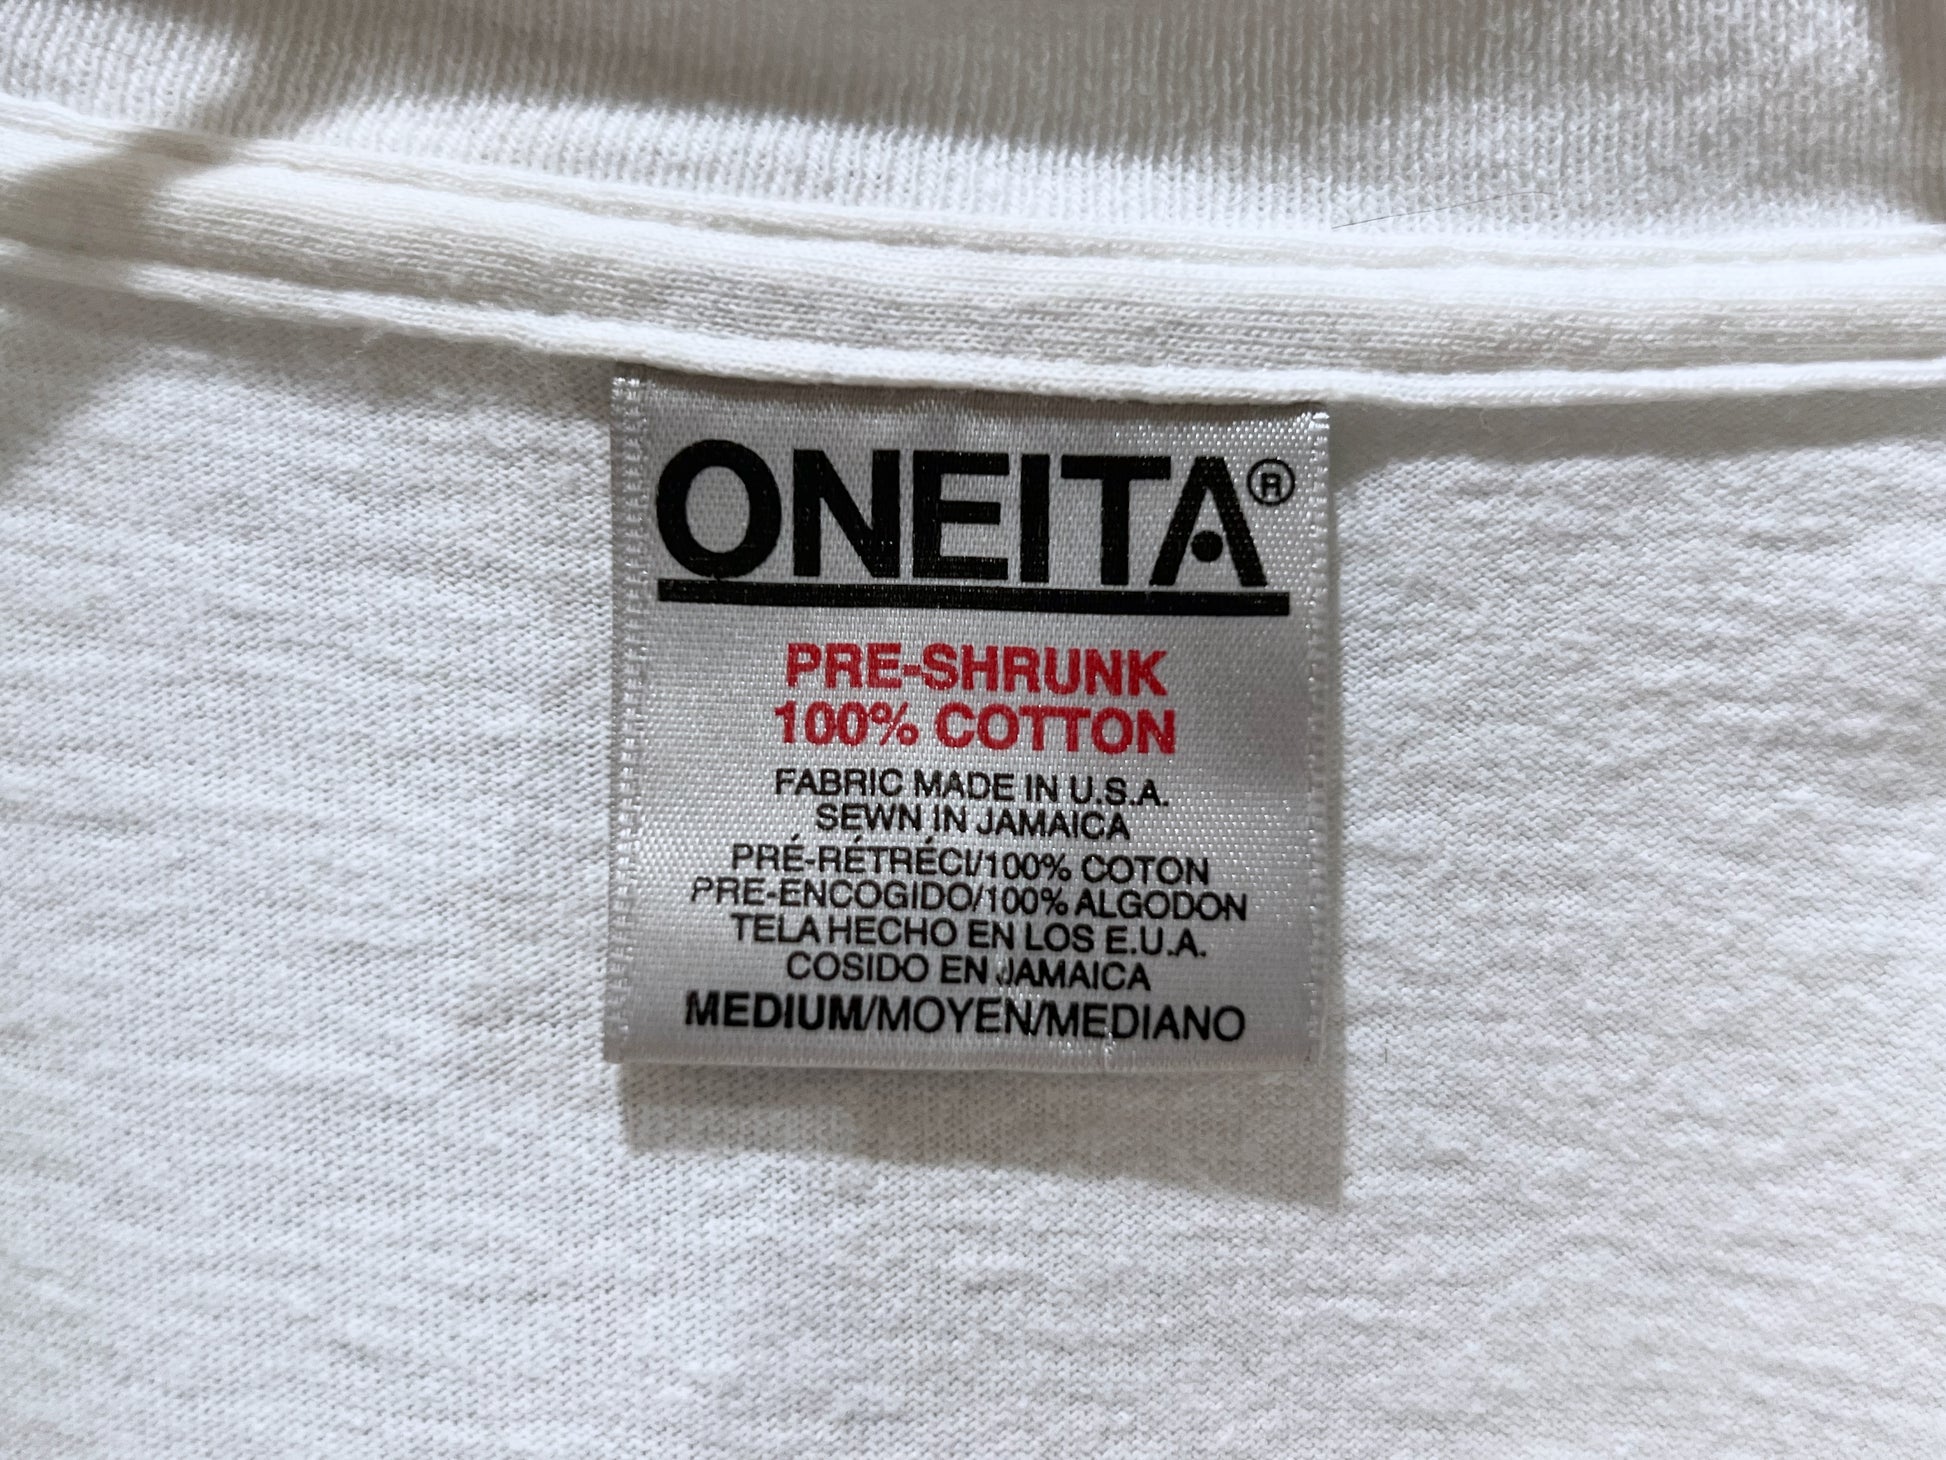 ONEITA®
PRE-SHRUNK
100% COTTON
FABRIC MADE IN U.S.A.
SEWN IN JAMAICA
PRÉ-RÉTRÉCI/100% COTON
PRE-ENCOGIDO/100% ALGODON
TELA HECHO EN LOS E.U.A.
COSIDO EN JAMAICA
MEDIUM/MOYEN/MEDIANO